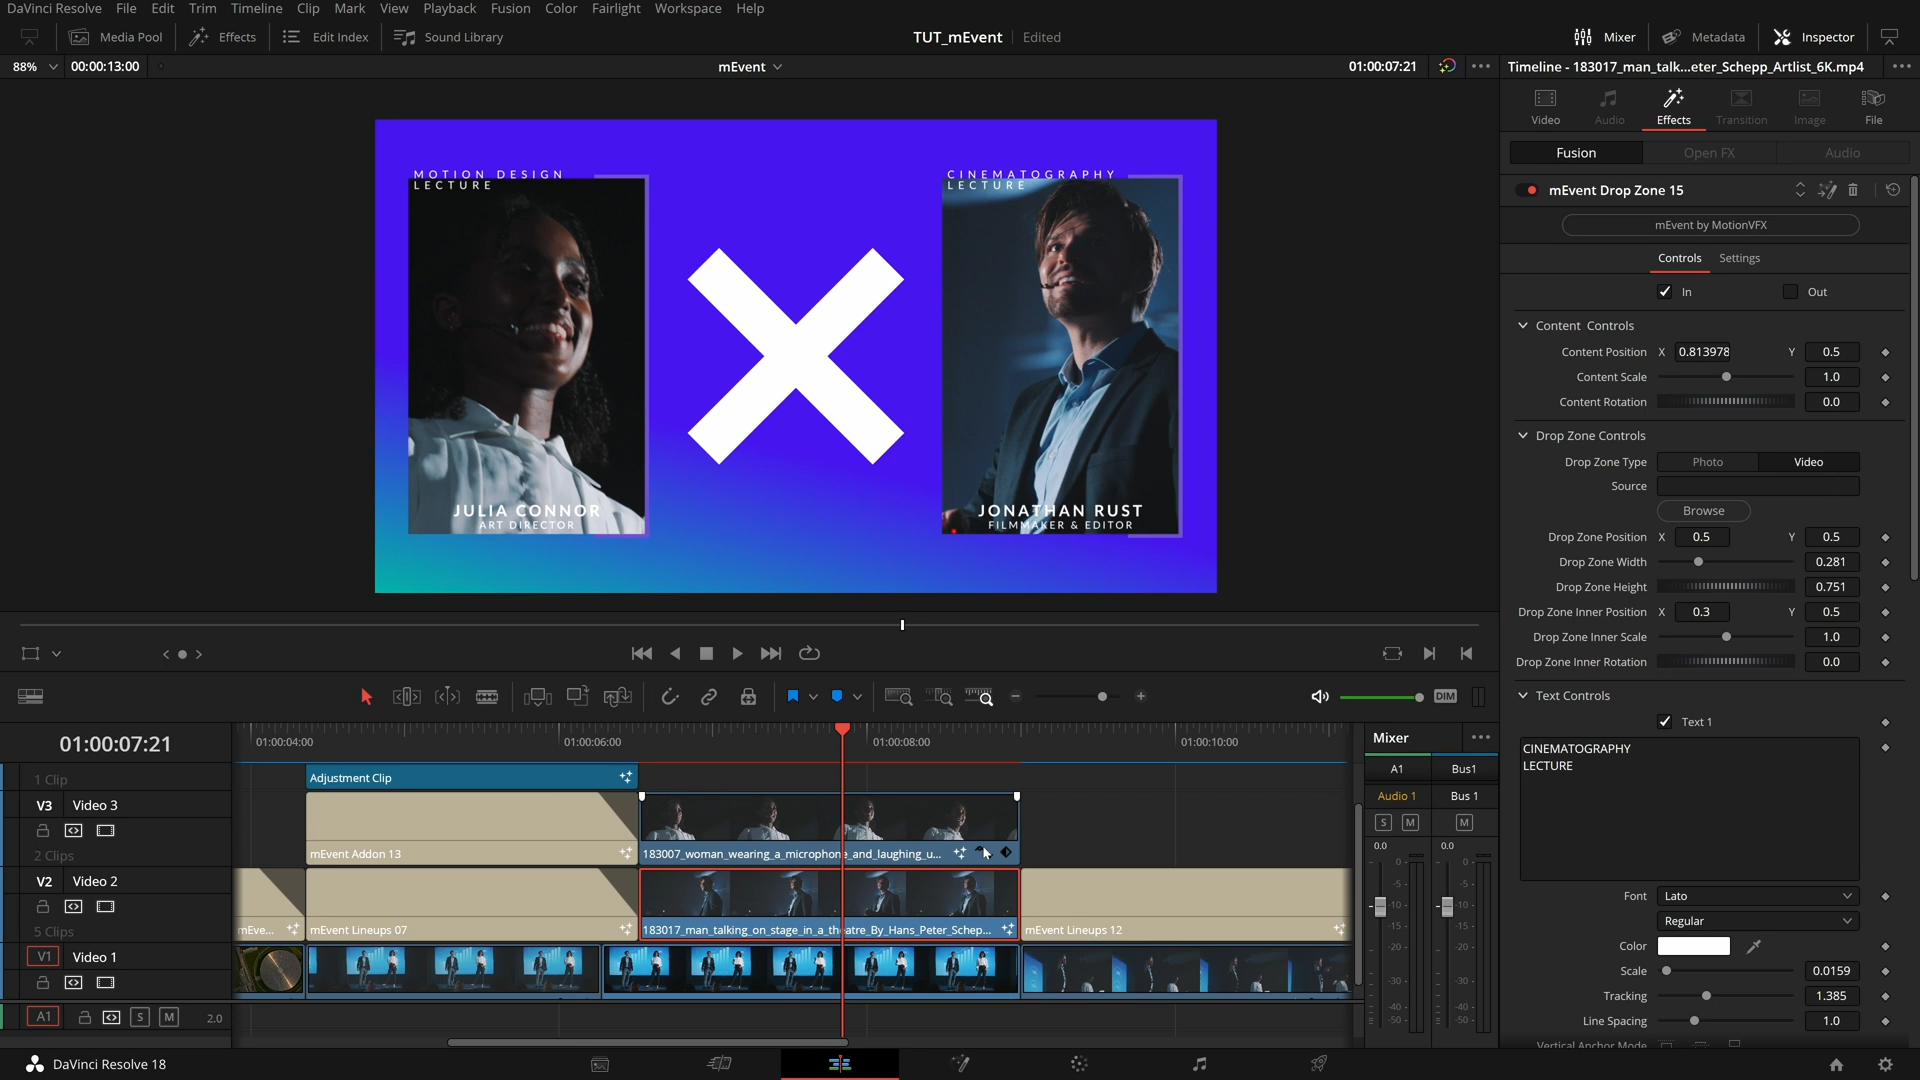 DaVinci Resolve File Edit Trim Timeline Clip Mark View Playback Fusion Color Fairlight Workspace Help
Media Pool Effects Edit Index Sound Library TUT_mEvent Edited Mixer Metadata Inspector
88% 00:00:13:00 mEvent 01:00:07:21 Timeline - 183017_man_talk...eter_Schepp_Artlist_6K.mp4
Video Audio Effects Transition Image File
Fusion Open FX Audio
mEvent Drop Zone 15
mEvent by MotionVFX
Controls Settings
In Out
Content Controls
Content Position X 0.813978 Y 0.5
Content Scale 1.0
Content Rotation 0.0
Drop Zone Controls
Drop Zone Type Photo Video
Source
Browse
Drop Zone Position X 0.5 Y 0.5
Drop Zone Width 0.281
Drop Zone Height 0.751
Drop Zone Inner Position X 0.3 Y 0.5
Drop Zone Inner Scale 1.0
Drop Zone Inner Rotation 0.0
Text Controls
Text 1
CINEMATOGRAPHY
LECTURE
Font Lato
Regular
Color
Scale 0.0159
Tracking 1.385
Line Spacing 1.0
Vertical Anchor Mode
MOTION DESIGN
LECTURE
JULIA CONNOR
ART DIRECTOR
CINEMATOGRAPHY
LECTURE
JONATHAN RUST
FILMMAKER & EDITOR
DIM
01:00:07:21 01:00:04:00 01:00:06:00 01:00:08:00 01:00:10:00
1 Clip Adjustment Clip
V3 Video 3
2 Clips mEvent Addon 13 183007_woman_wearing_a_microphone_and_laughing_u...
V2 Video 2
5 Clips mEve... mEvent Lineups 07 183017_man_talking_on_stage_in_a_theatre_By_Hans_Peter_Schep... mEvent Lineups 12
V1 Video 1
A1 S M 2.0
Mixer
A1 Bus1
Audio 1 Bus 1
S M M
0.0 0.0
0 0
-5 -5
-10 -10
-15 -15
-20 -20
-30 -30
-40 -40
-50 -50
DaVinci Resolve 18